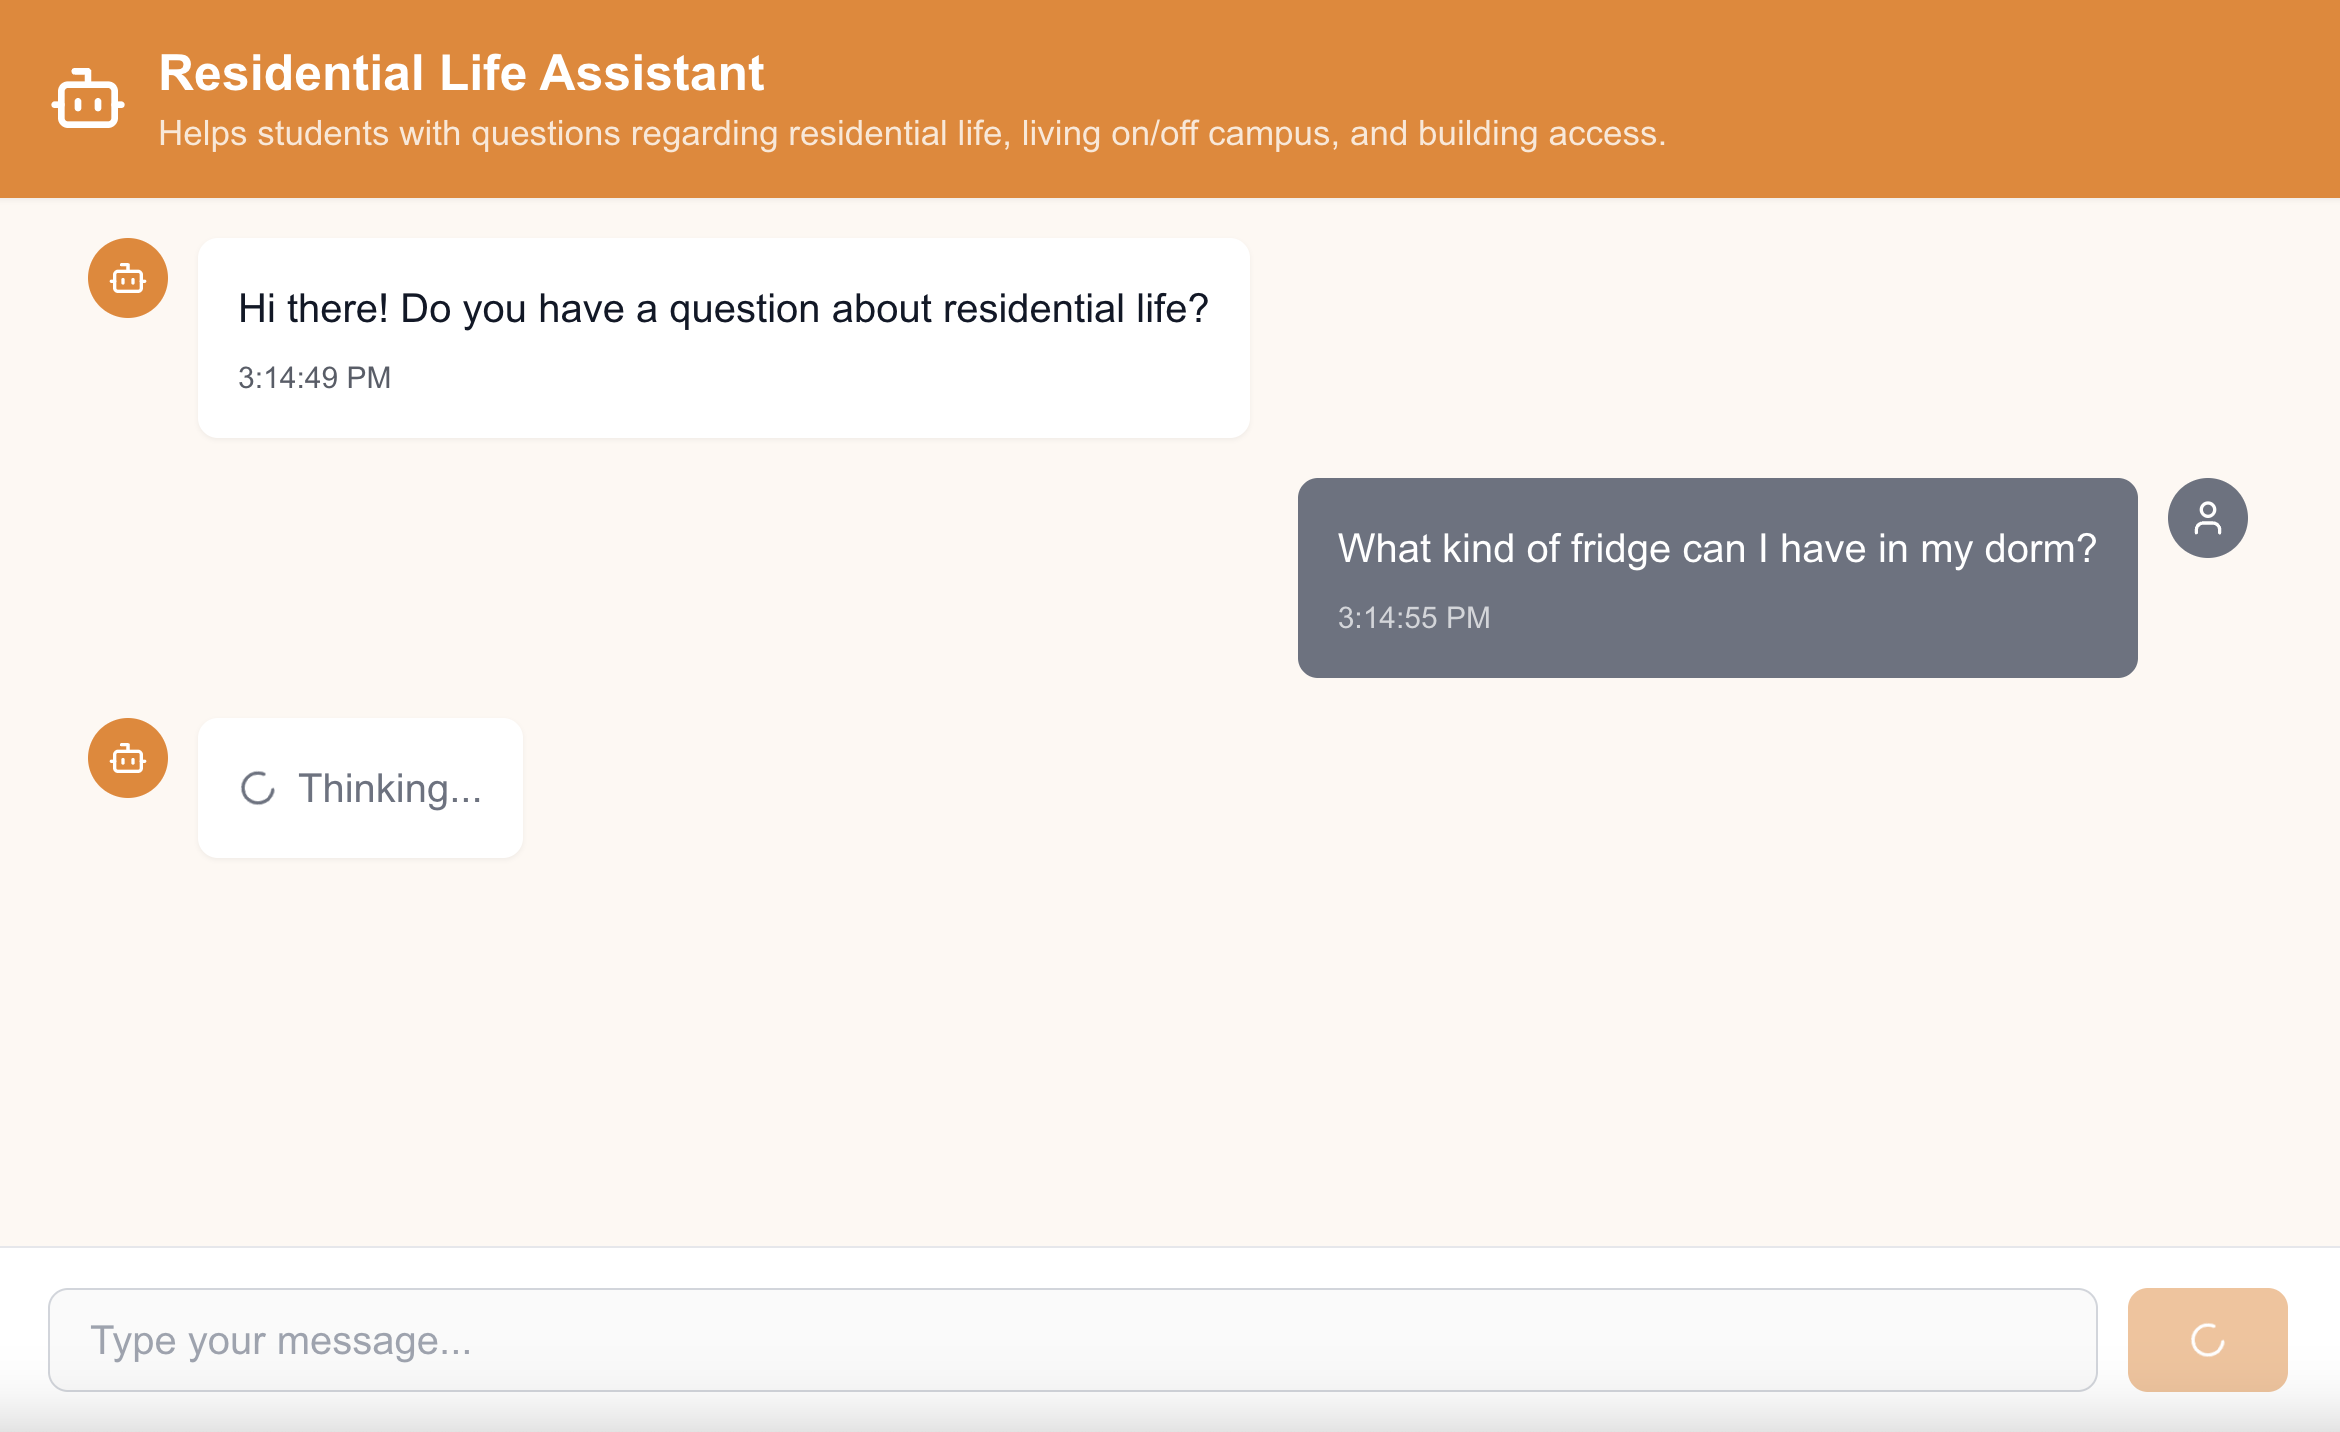 Residential Life Assistant
Helps students with questions regarding residential life, living on/off campus, and building access.
Hi there! Do you have a question about residential life?
3:14:49 PM
What kind of fridge can I have in my dorm?
3:14:55 PM
Thinking...
Type your message...